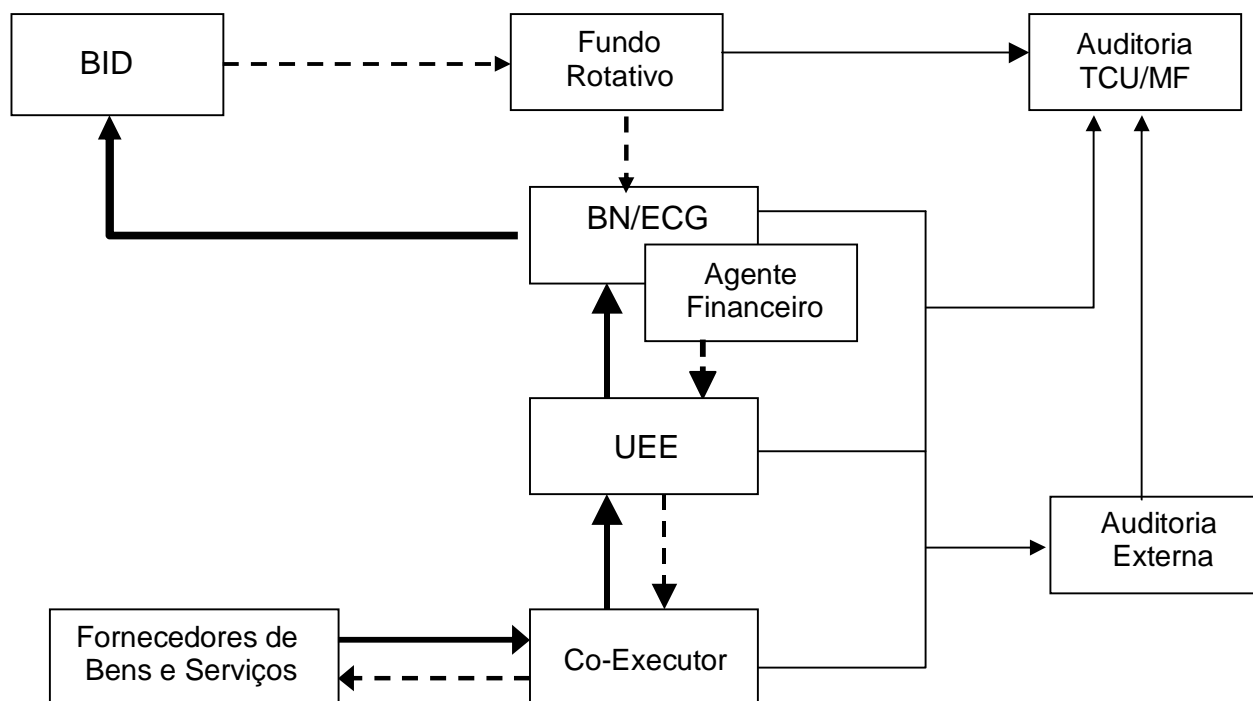 BID
Fundo
Rotativo
Auditoria
TCU/MF
BN/ECG
Agente
Financeiro
UEE
Auditoria
Externa
Fornecedores de
Bens e Serviços
Co-Executor